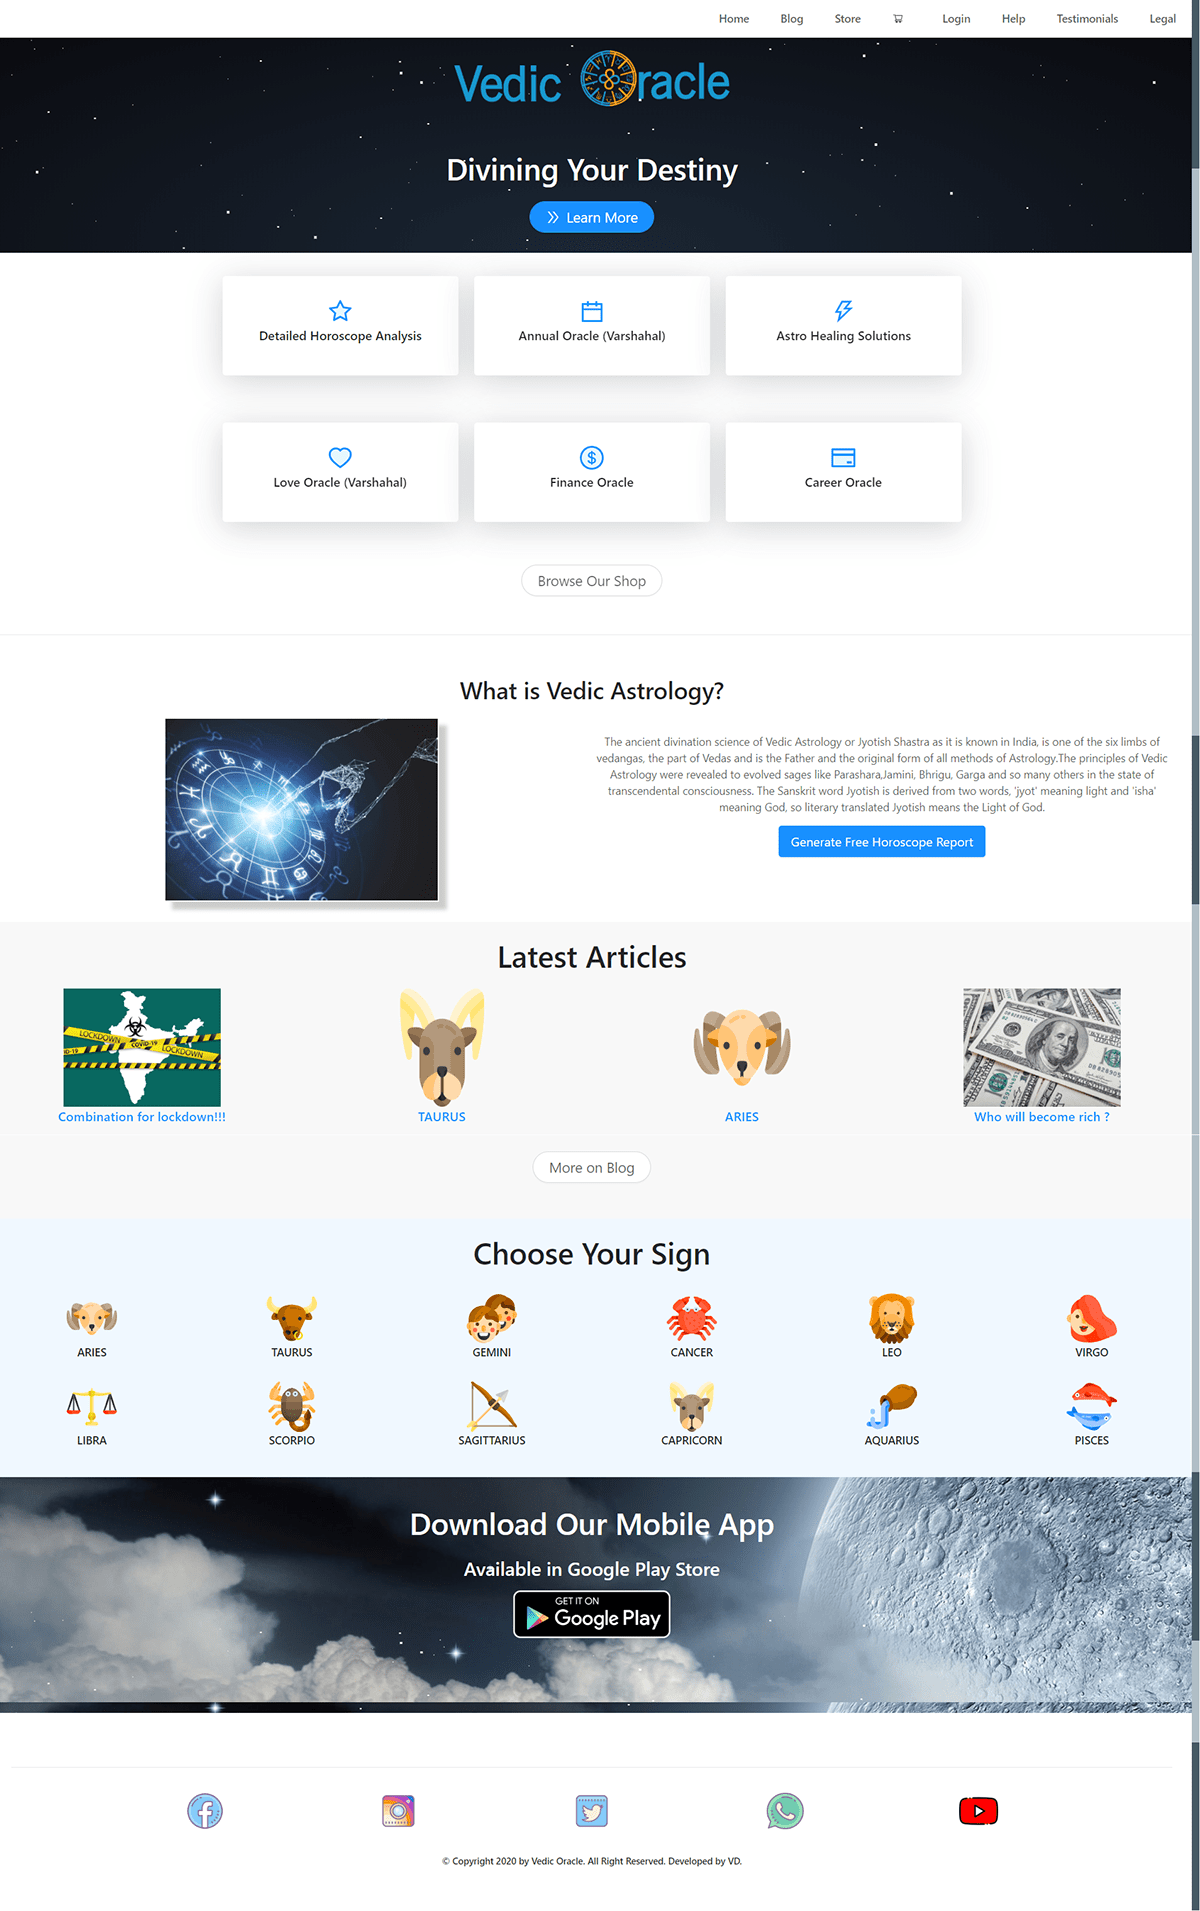 Home Blog Store Login Help Testimonials Legal
Vedic Oracle
Divining Your Destiny
Learn More
Detailed Horoscope Analysis
Annual Oracle (Varshahal)
Astro Healing Solutions
Love Oracle (Varshahal)
Finance Oracle
Career Oracle
Browse Our Shop
What is Vedic Astrology?
The ancient divination science of Vedic Astrology or Jyotish Shastra as it is known in India, is one of the six limbs of
vedangas, the part of Vedas and is the Father and the original form of all methods of Astrology.The principles of Vedic
Astrology were revealed to evolved sages like Parashara,Jamini, Bhrigu, Garga and so many others in the state of
transcendental consciousness. The Sanskrit word Jyotish is derived from two words, 'jyot' meaning light and 'isha'
meaning God, so literary translated Jyotish means the Light of God.
Generate Free Horoscope Report
Latest Articles
LOCKDOWN
COVID-19
LOCKDOWN
Combination for lockdown!!!
TAURUS
ARIES
Who will become rich ?
More on Blog
Choose Your Sign
ARIES
TAURUS
GEMINI
CANCER
LEO
VIRGO
LIBRA
SCORPIO
SAGITTARIUS
CAPRICORN
AQUARIUS
PISCES
Download Our Mobile App
Available in Google Play Store
GET IT ON
Google Play
© Copyright 2020 by Vedic Oracle. All Right Reserved. Developed by VD.